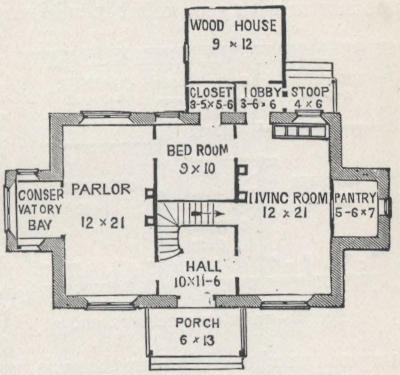 WOOD HOUSE
9 × 12
CLOSET
3-5×5-6
LOBBY
3-6×6
STOOP
4 × 6
BED ROOM
9 × 10
CONSER
VATORY
BAY
PARLOR
12 × 21
LIVING ROOM
12 × 21
PANTRY
5-6×7
HALL
10×11-6
PORCH
6 × 13